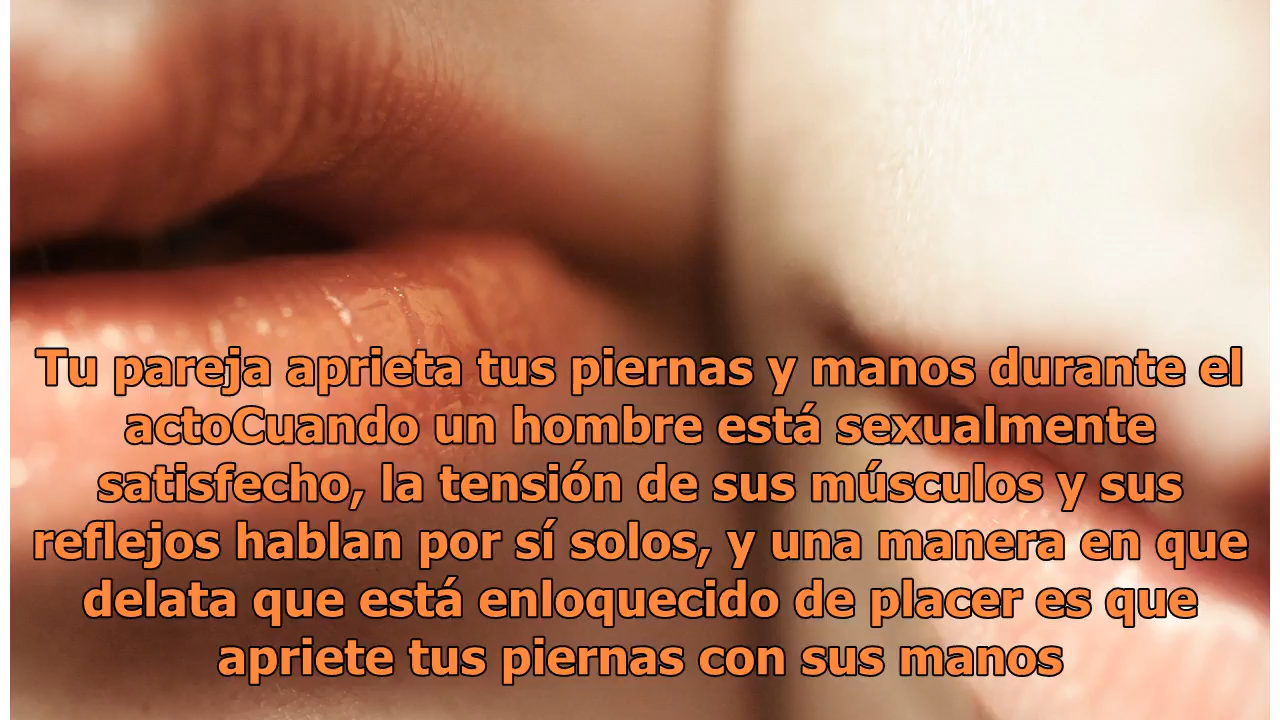 Tu pareja aprieta tus piernas y manos durante el
actoCuando un hombre está sexualmente
satisfecho, la tensión de sus músculos y sus
reflejos hablan por sí solos, y una manera en que
delata que está enloquecido de placer es que
apriete tus piernas con sus manos